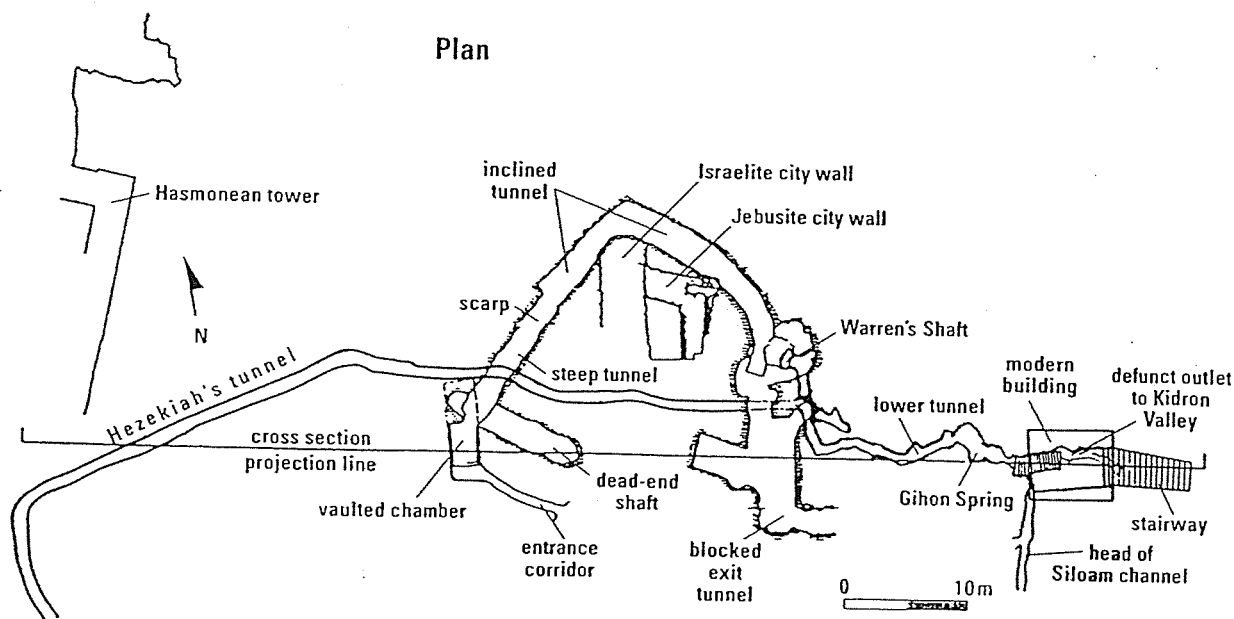 Plan
inclined
tunnel
Israelite city wall
Jebusite city wall
Hasmonean tower
N
scarp
Warren's Shaft
steep tunnel
Hezekiah's tunnel
modern
building
defunct outlet
to Kidron
Valley
lower tunnel
cross section
projection line
dead-end
shaft
vaulted chamber
entrance
corridor
blocked
exit
tunnel
Gihon Spring
stairway
head of
Siloam channel
0 10m